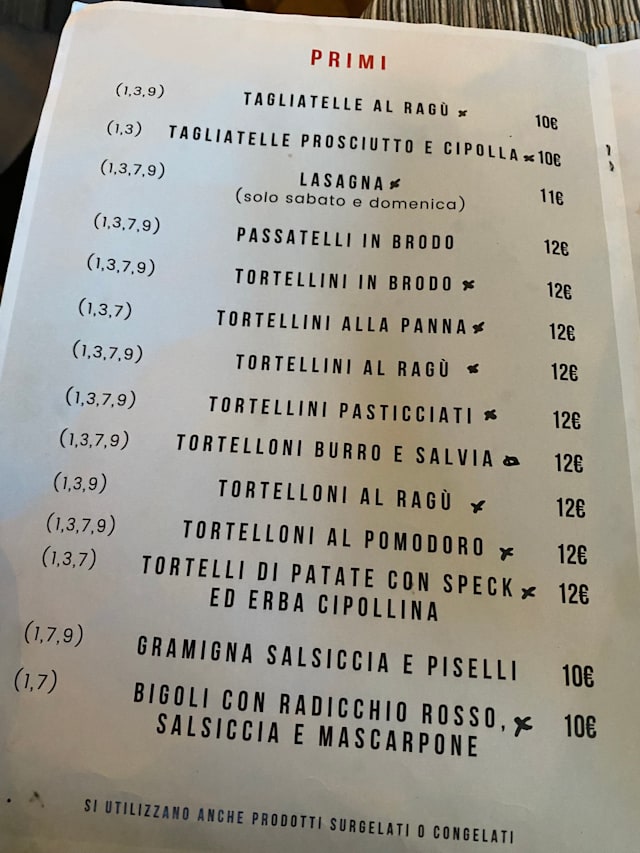 PRIMI
(1,3,9) TAGLIATELLE AL RAGÙ 10€
(1,3) TAGLIATELLE PROSCIUTTO E CIPOLLA 10€
(1,3,7,9) LASAGNA 11€
(solo sabato e domenica)
(1,3,7,9) PASSATELLI IN BRODO 12€
(1,3,7,9) TORTELLINI IN BRODO 12€
(1,3,7) TORTELLINI ALLA PANNA 12€
(1,3,7,9) TORTELLINI AL RAGÙ 12€
(1,3,7,9) TORTELLINI PASTICCIATI 12€
(1,3,7,9) TORTELLONI BURRO E SALVIA 12€
(1,3,9) TORTELLONI AL RAGÙ 12€
(1,3,7,9) TORTELLONI AL POMODORO 12€
(1,3,7) TORTELLI DI PATATE CON SPECK 12€
ED ERBA CIPOLLINA
(1,7,9) GRAMIGNA SALSICCIA E PISELLI 10€
(1,7) BIGOLI CON RADICCHIO ROSSO, 10€
SALSICCIA E MASCARPONE
SI UTILIZZANO ANCHE PRODOTTI SURGELATI O CONGELATI